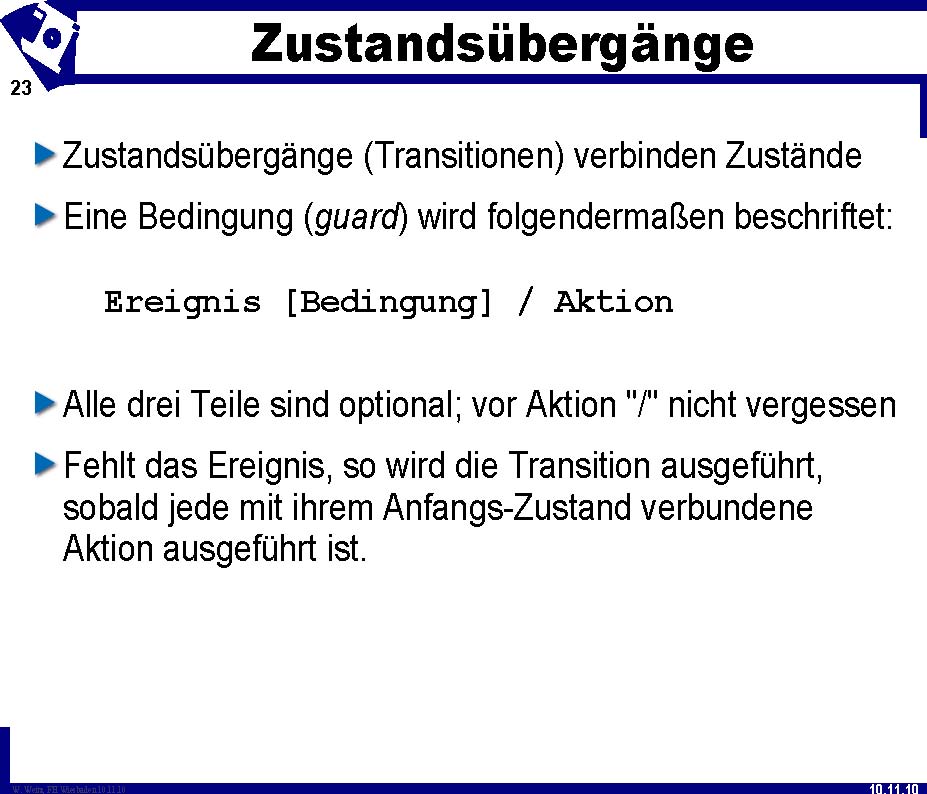 Zustandsübergänge
23
Zustandsübergänge (Transitionen) verbinden Zustände
Eine Bedingung (guard) wird folgendermaßen beschriftet:
Ereignis [Bedingung] / Aktion
Alle drei Teile sind optional; vor Aktion "/" nicht vergessen
Fehlt das Ereignis, so wird die Transition ausgeführt,
sobald jede mit ihrem Anfangs-Zustand verbundene
Aktion ausgeführt ist.
W. Weitz, FH Wiesbaden 10.11.10
10.11.10